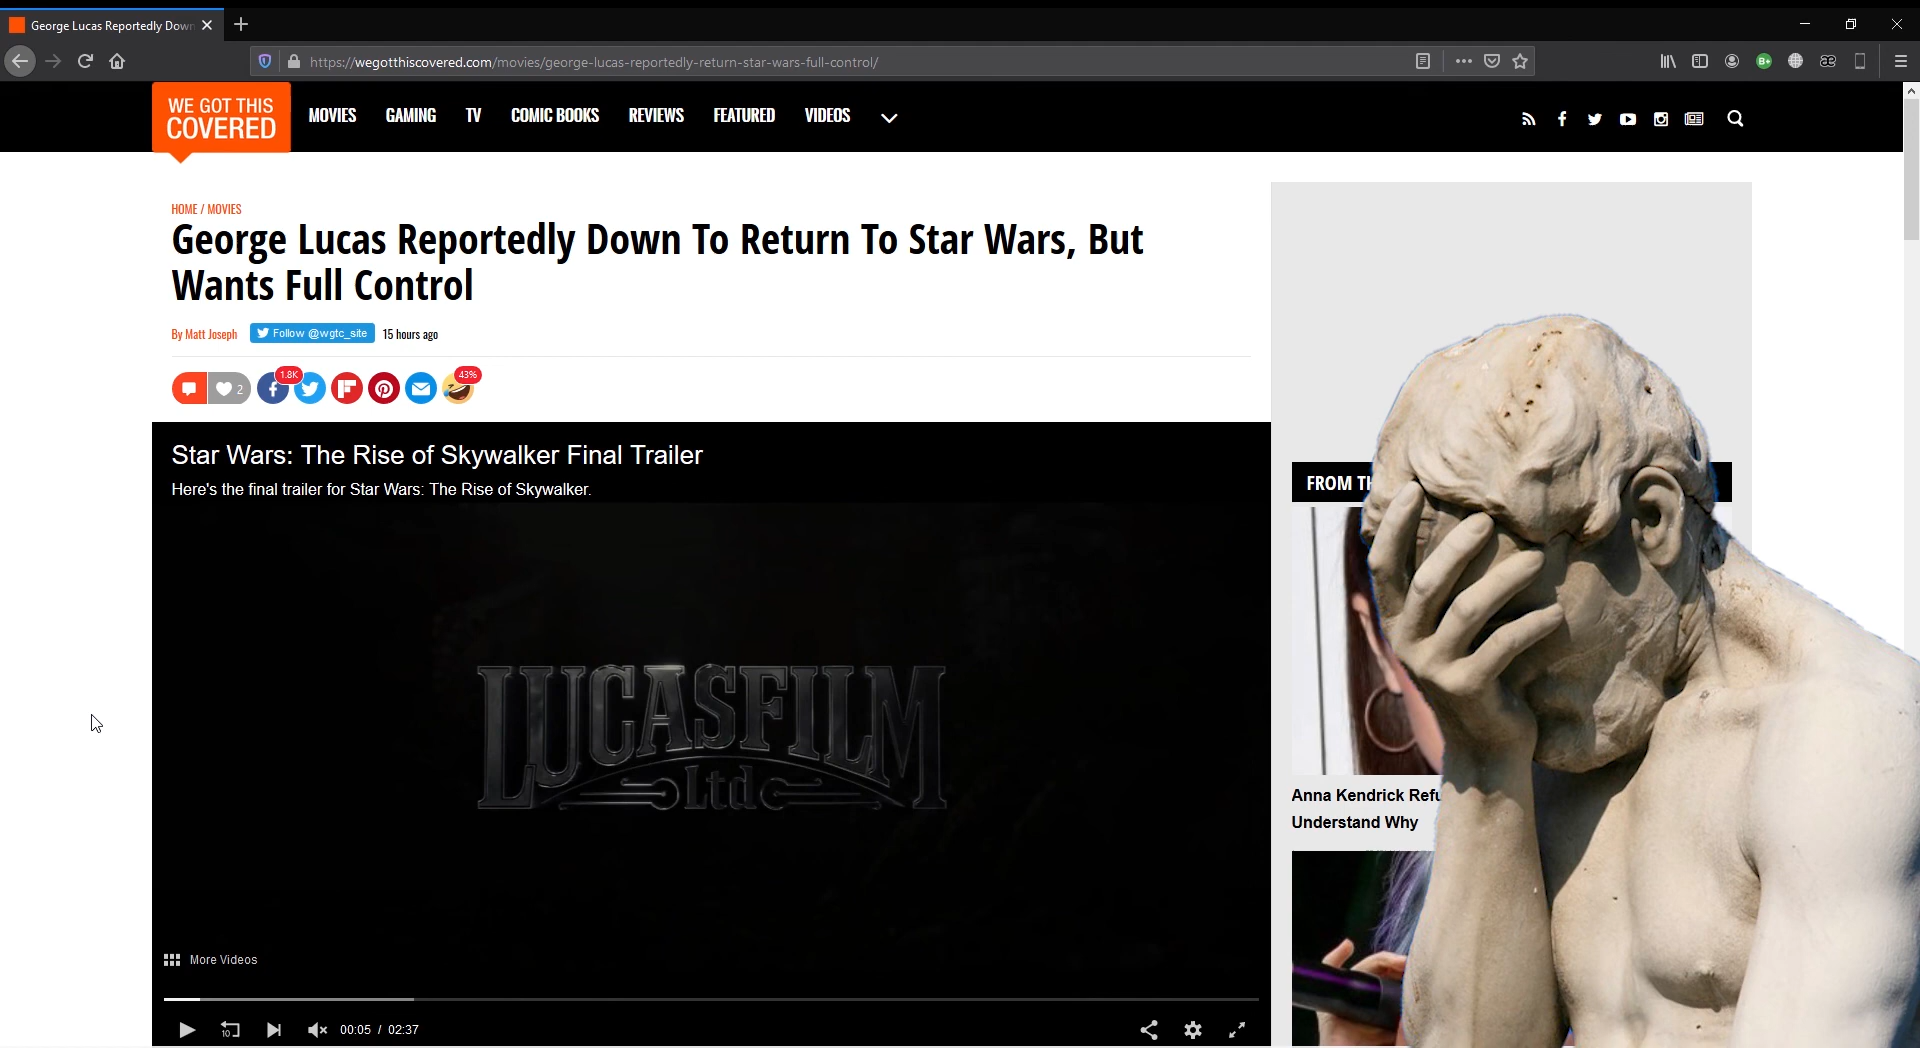 George Lucas Reportedly Down
https://wegotthiscovered.com/movies/george-lucas-reportedly-return-star-wars-full-control/
B+
æ
WE GOT THIS
COVERED
MOVIES GAMING TV COMIC BOOKS REVIEWS FEATURED VIDEOS
HOME / MOVIES
George Lucas Reportedly Down To Return To Star Wars, But
Wants Full Control
By Matt Joseph Follow @wgtc_site 15 hours ago
2 1.8K 43%
Star Wars: The Rise of Skywalker Final Trailer
Here's the final trailer for Star Wars: The Rise of Skywalker.
LUCASFILM
Ltd
More Videos
10 00:05 / 02:37
FROM
Anna Kendrick
Understand Why